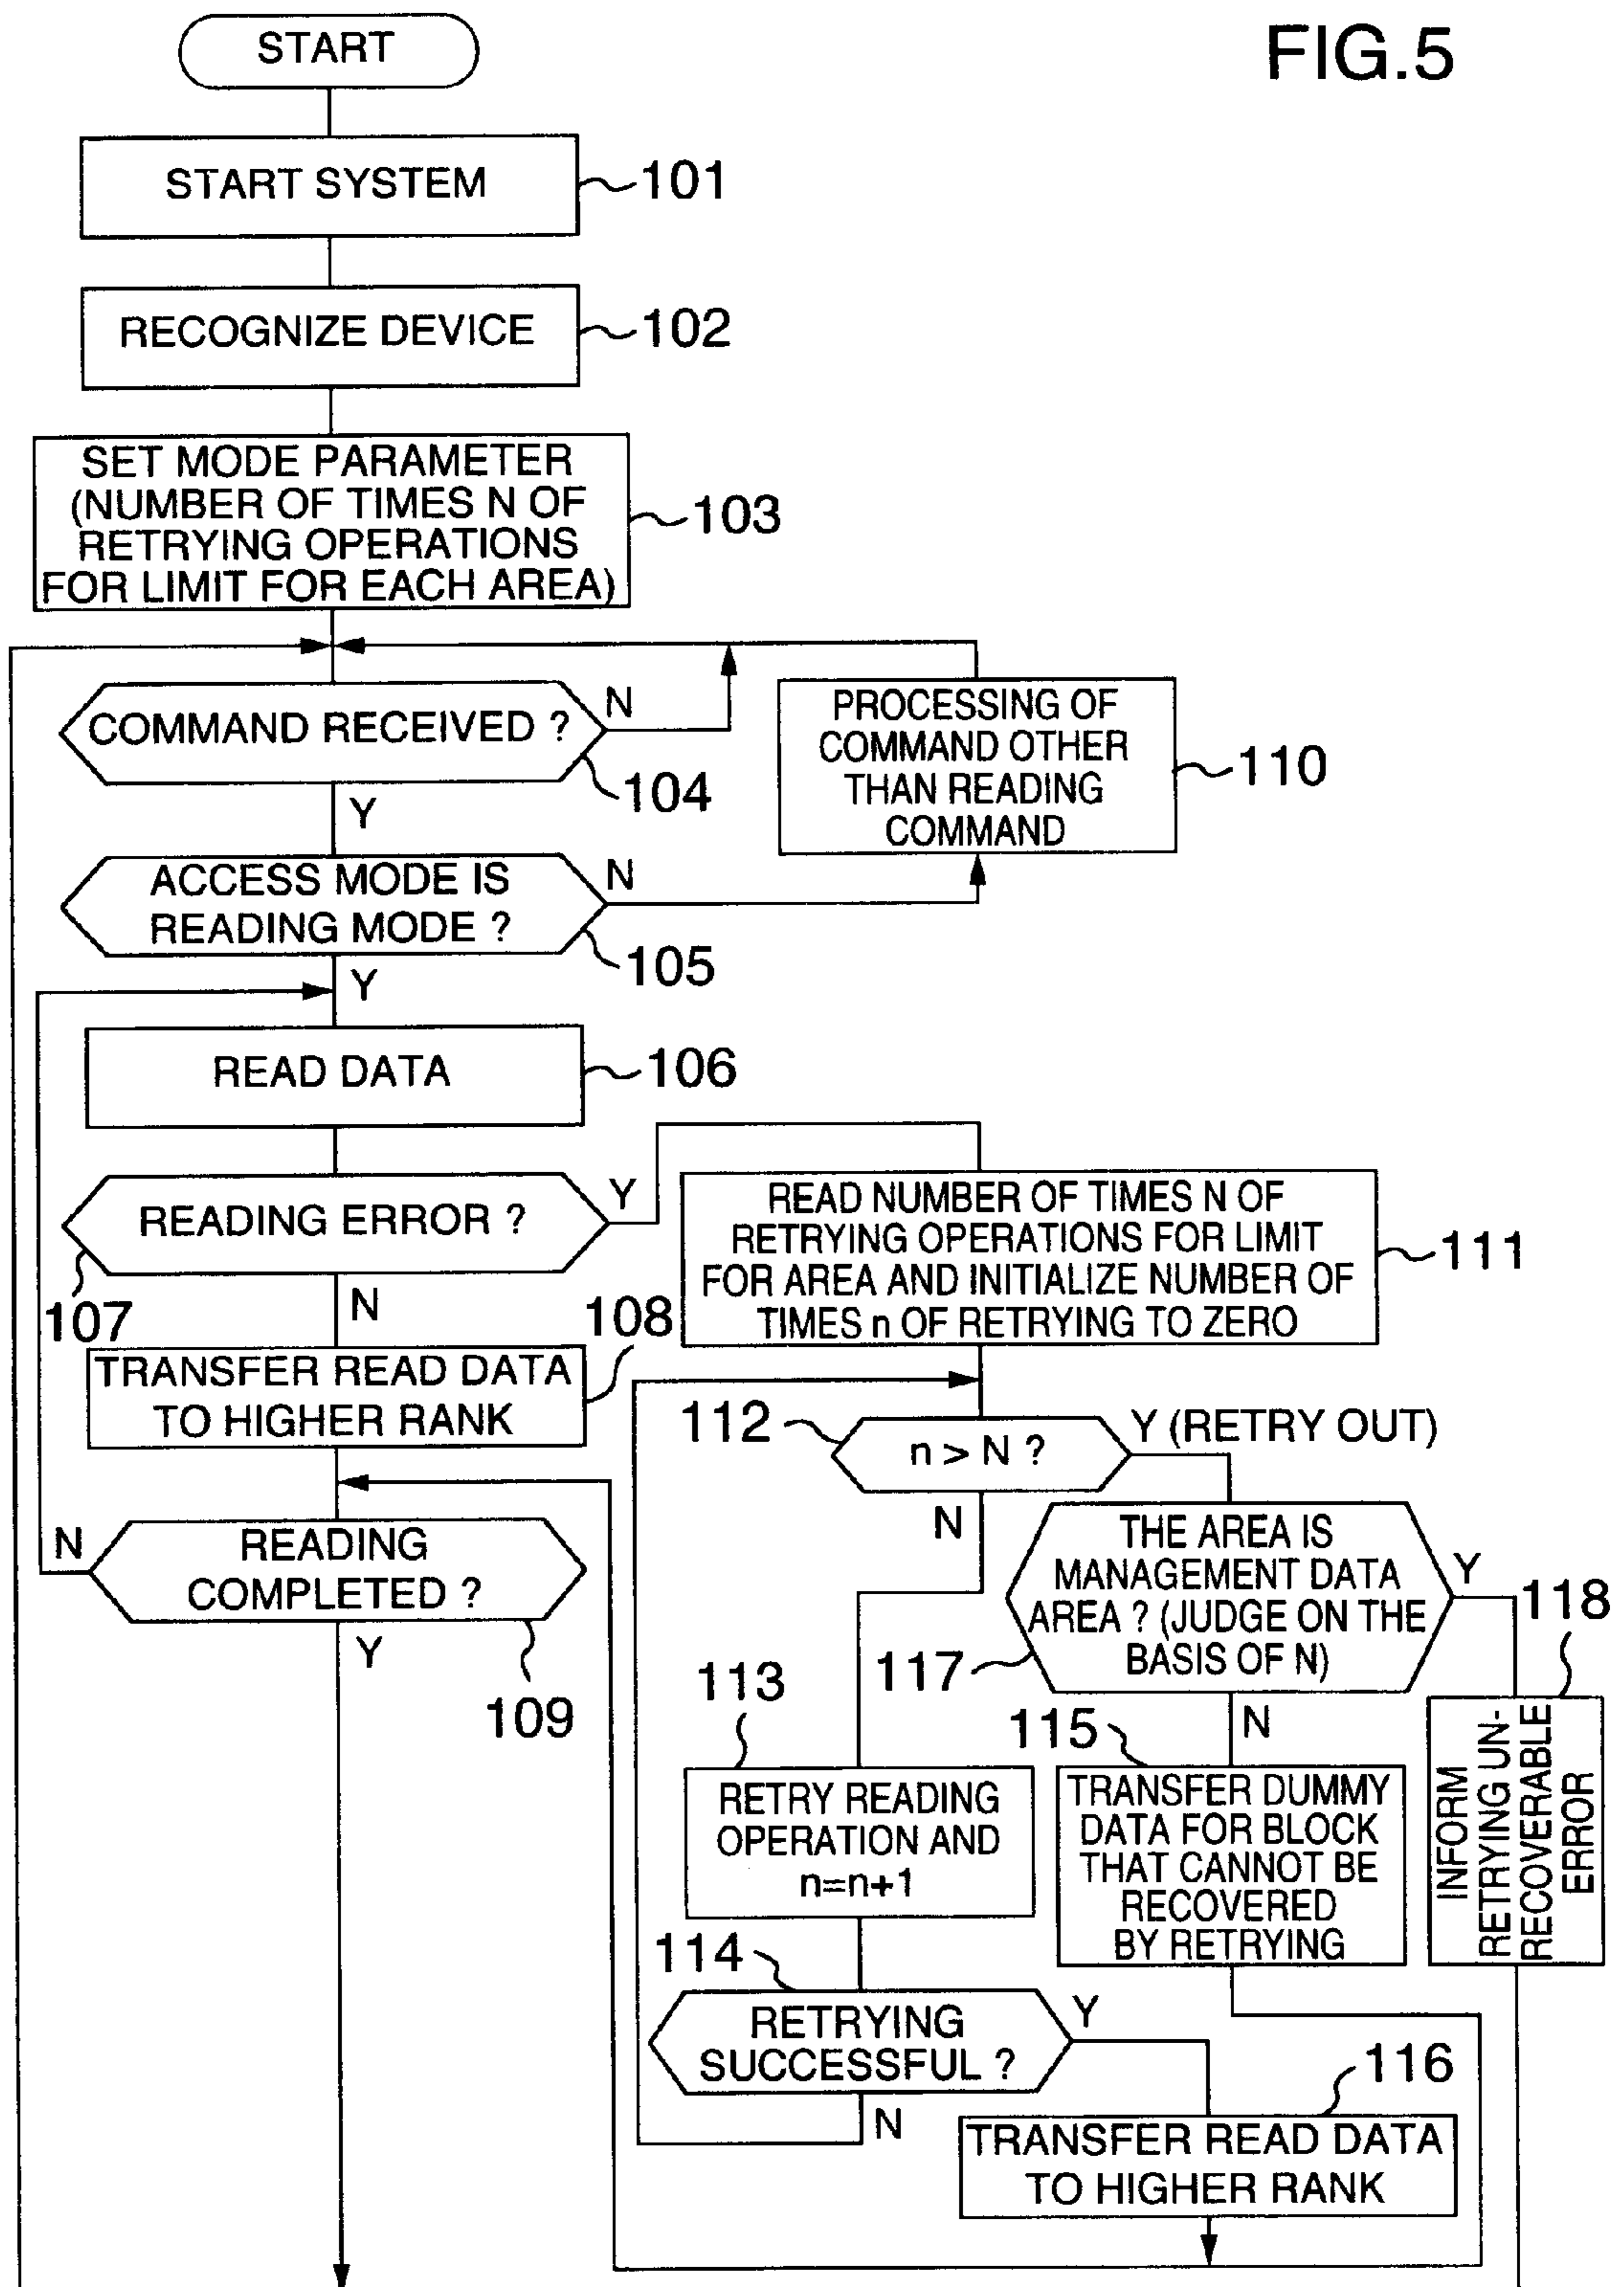 FIG.5
START
START SYSTEM
101
RECOGNIZE DEVICE
102
SET MODE PARAMETER
(NUMBER OF TIMES N OF
RETRYING OPERATIONS
FOR LIMIT FOR EACH AREA)
103
COMMAND RECEIVED ?
N
104
Y
PROCESSING OF
COMMAND OTHER
THAN READING
COMMAND
110
ACCESS MODE IS
READING MODE ?
N
105
Y
READ DATA
106
READING ERROR ?
Y
107
N
READ NUMBER OF TIMES N OF
RETRYING OPERATIONS FOR LIMIT
FOR AREA AND INITIALIZE NUMBER OF
TIMES n OF RETRYING TO ZERO
111
108
TRANSFER READ DATA
TO HIGHER RANK
112
n > N ?
Y (RETRY OUT)
N
READING
COMPLETED ?
N
109
Y
THE AREA IS
MANAGEMENT DATA
AREA ? (JUDGE ON THE
BASIS OF N)
Y
117
N
118
INFORM
RETRYING UN-
RECOVERABLE
ERROR
113
RETRY READING
OPERATION AND
n=n+1
115
TRANSFER DUMMY
DATA FOR BLOCK
THAT CANNOT BE
RECOVERED
BY RETRYING
114
RETRYING
SUCCESSFUL ?
Y
N
116
TRANSFER READ DATA
TO HIGHER RANK